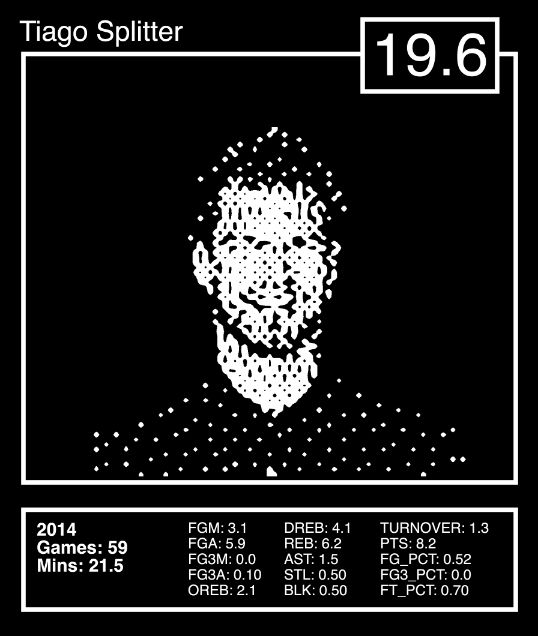 Tiago Splitter
19.6
2014
Games: 59
Mins: 21.5
FGM: 3.1
FGA: 5.9
FG3M: 0.0
FG3A: 0.10
OREB: 2.1
DREB: 4.1
REB: 6.2
AST: 1.5
STL: 0.50
BLK: 0.50
TURNOVER: 1.3
PTS: 8.2
FG_PCT: 0.52
FG3_PCT: 0.0
FT_PCT: 0.70